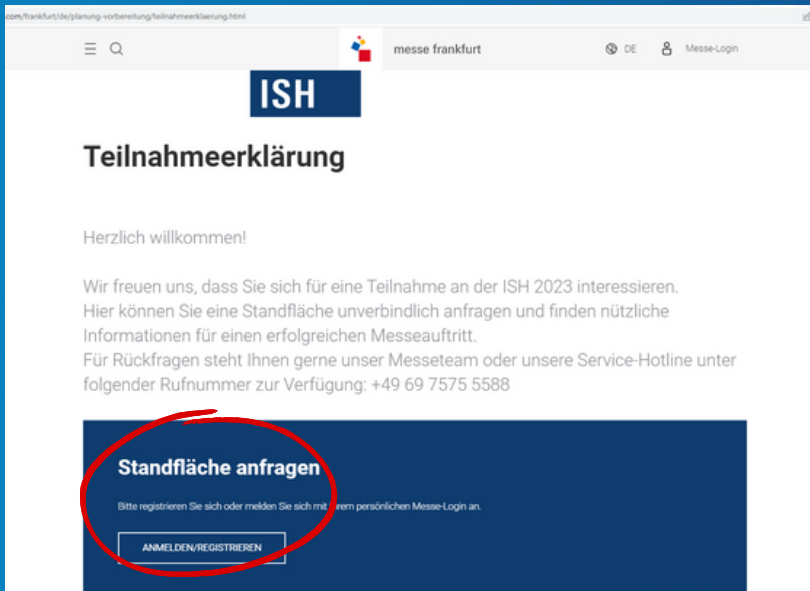 .com/frankfurt/de/planung-vorbereitung/teilnahmeerklaerung.html
messe frankfurt DE Messe-Login
ISH
Teilnahmeerklärung
Herzlich willkommen!
Wir freuen uns, dass Sie sich für eine Teilnahme an der ISH 2023 interessieren.
Hier können Sie eine Standfläche unverbindlich anfragen und finden nützliche
Informationen für einen erfolgreichen Messeauftritt.
Für Rückfragen steht Ihnen gerne unser Messeteam oder unsere Service-Hotline unter
folgender Rufnummer zur Verfügung: +49 69 7575 5588
Standfläche anfragen
Bitte registrieren Sie sich oder melden Sie sich mit Ihrem persönlichen Messe-Login an.
ANMELDEN/REGISTRIEREN